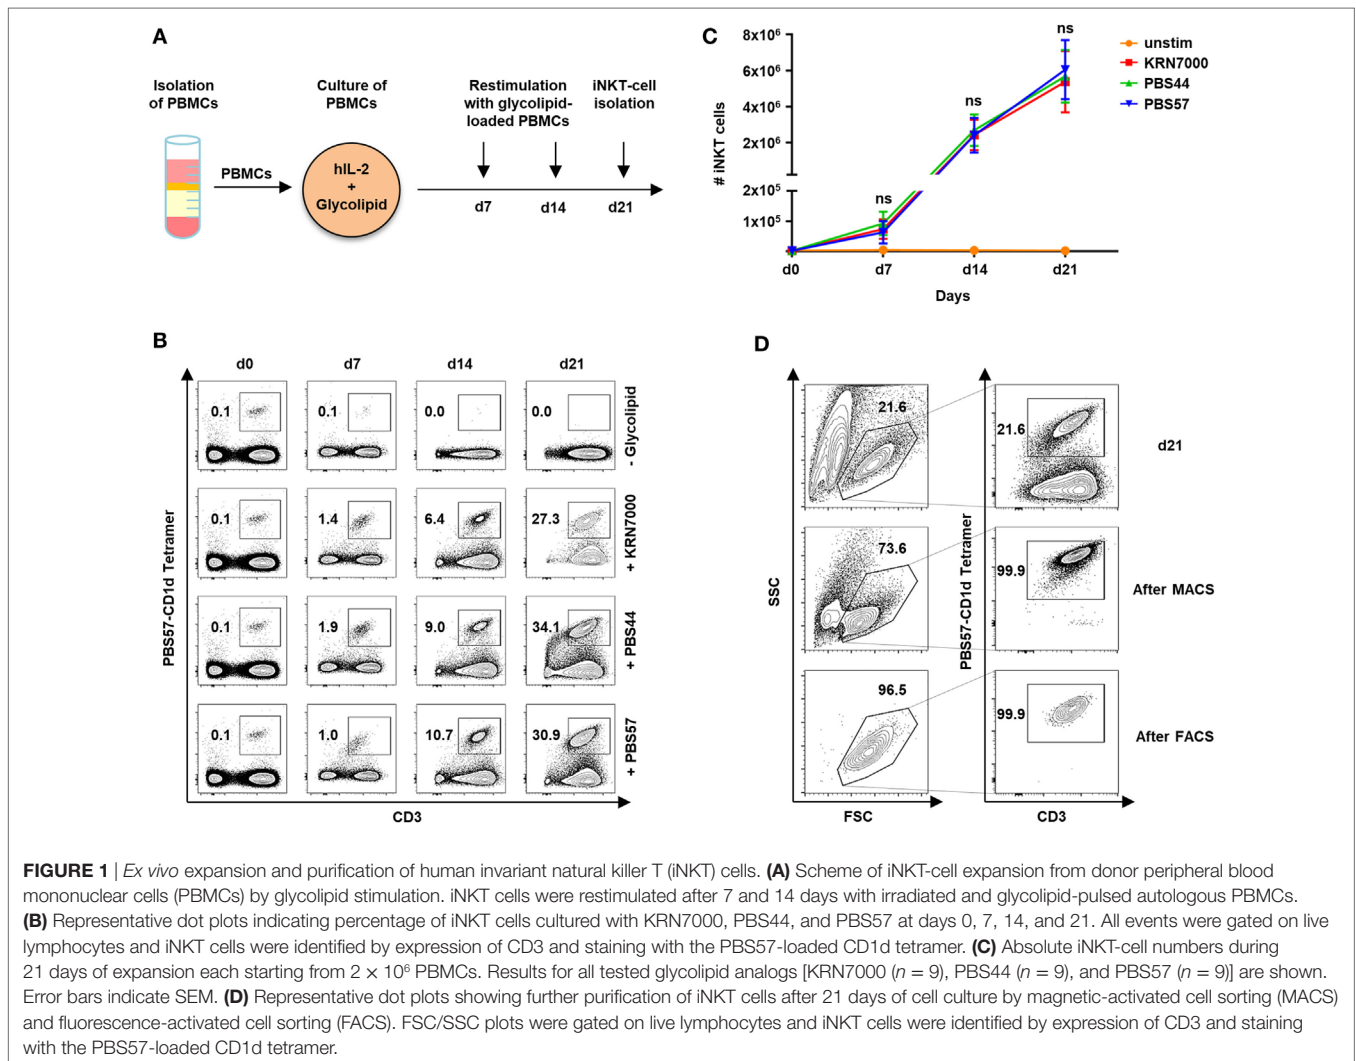 A
Isolation
of PBMCs
PBMCs
Culture of
PBMCs
hIL-2
+
Glycolipid
Restimulation
with glycolipid-
loaded PBMCs
iNKT-cell
isolation
d7
d14
d21
C
# iNKT cells
8x10⁶
6x10⁶
4x10⁶
2x10⁶
2x10⁵
1x10⁵
ns
ns
ns
d0
d7
d14
d21
Days
unstim
KRN7000
PBS44
PBS57
B
d0
d7
d14
d21
0.1
0.1
0.0
0.0
- Glycolipid
0.1
1.4
6.4
27.3
+ KRN7000
0.1
1.9
9.0
34.1
+ PBS44
0.1
1.0
10.7
30.9
+ PBS57
PBS57-CD1d Tetramer
CD3
D
21.6
21.6
d21
73.6
99.9
After MACS
96.5
99.9
After FACS
SSC
FSC
PBS57-CD1d Tetramer
CD3
FIGURE 1 | Ex vivo expansion and purification of human invariant natural killer T (iNKT) cells. (A) Scheme of iNKT-cell expansion from donor peripheral blood
mononuclear cells (PBMCs) by glycolipid stimulation. iNKT cells were restimulated after 7 and 14 days with irradiated and glycolipid-pulsed autologous PBMCs.
(B) Representative dot plots indicating percentage of iNKT cells cultured with KRN7000, PBS44, and PBS57 at days 0, 7, 14, and 21. All events were gated on live
lymphocytes and iNKT cells were identified by expression of CD3 and staining with the PBS57-loaded CD1d tetramer. (C) Absolute iNKT-cell numbers during
21 days of expansion each starting from 2 × 10⁶ PBMCs. Results for all tested glycolipid analogs [KRN7000 (n = 9), PBS44 (n = 9), and PBS57 (n = 9)] are shown.
Error bars indicate SEM. (D) Representative dot plots showing further purification of iNKT cells after 21 days of cell culture by magnetic-activated cell sorting (MACS)
and fluorescence-activated cell sorting (FACS). FSC/SSC plots were gated on live lymphocytes and iNKT cells were identified by expression of CD3 and staining
with the PBS57-loaded CD1d tetramer.